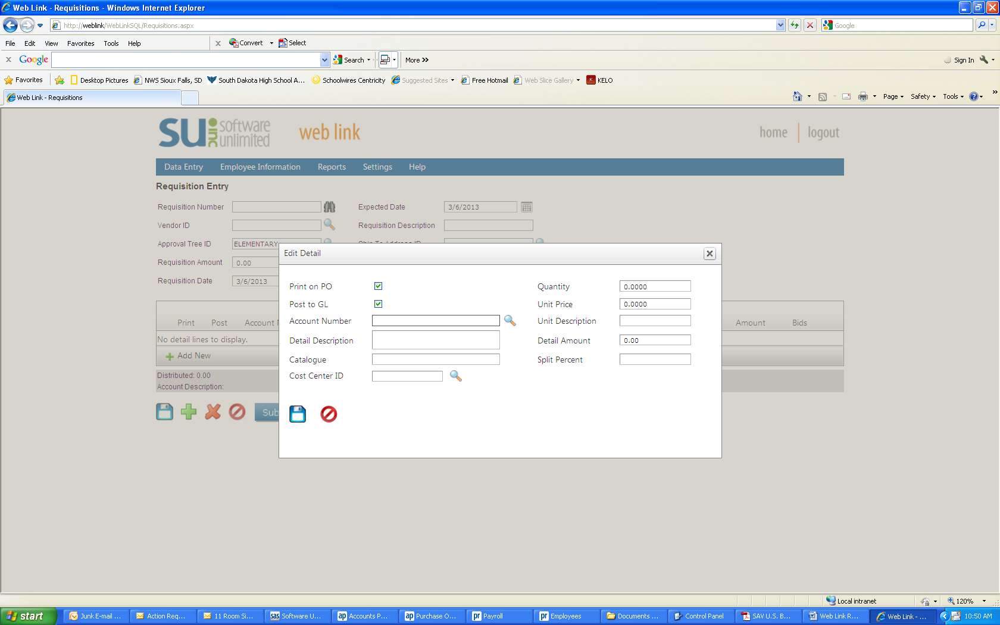 Web Link - Requisitions - Windows Internet Explorer
http://weblink/WebLinkSQL/Requisitions.aspx
Google
File Edit View Favorites Tools Help
x Convert Select
x Google Search More >> Sign In
Favorites Desktop Pictures NWS Sioux Falls, SD South Dakota High School A... Schoolwires Centricity Suggested Sites Free Hotmail Web Slice Gallery KELO
Web Link - Requisitions
Page Safety Tools
SUinc software unlimited web link home | logout
Data Entry Employee Information Reports Settings Help
Requisition Entry
Requisition Number Expected Date 3/6/2013
Vendor ID Requisition Description
Approval Tree ID ELEMENTARY
Requisition Amount 0.00
Requisition Date 3/6/2013
Print Post Account Amount Bids
No detail lines to display.
Add New
Distributed: 0.00
Account Description:
Sub
Edit Detail
Print on PO Quantity 0.0000
Post to GL Unit Price 0.0000
Account Number Unit Description
Detail Description Detail Amount 0.00
Catalogue Split Percent
Cost Center ID
Local intranet 120%
start Junk E-mail ... Action Req... 11 Room Si... sas Software U... ap Accounts P... ap Purchase O... pr Payroll pr Employees Documents ... Control Panel SAV U.S. B... Web Link R... Web Link - ... 10:50 AM